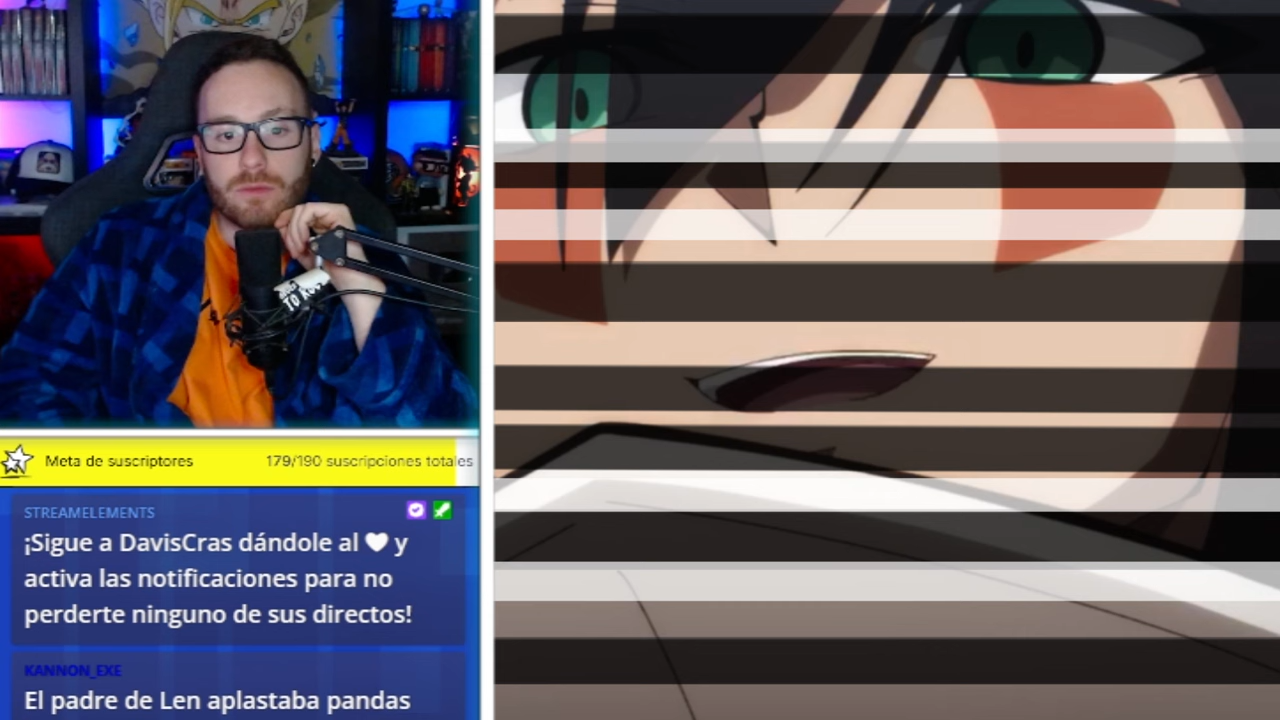 Meta de suscriptores
179/190 suscripciones totales
STREAMELEMENTS
¡Sigue a DavisCras dándole al ♥ y
activa las notificaciones para no
perderte ninguno de sus directos!
KANNON_EXE
El padre de Len aplastaba pandas